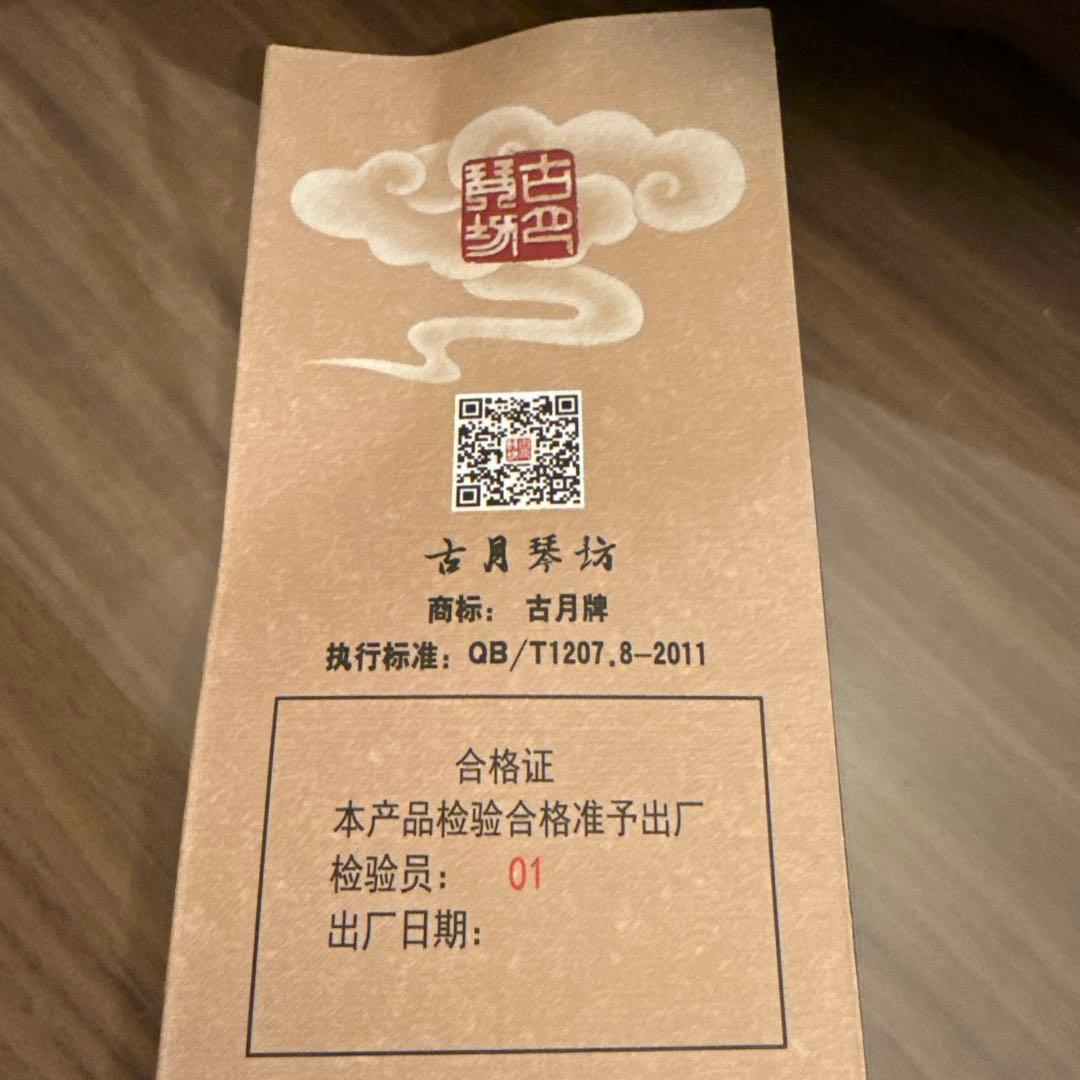 古月琴坊
古月琴坊
商标： 古月牌
执行标准：QB/T1207.8-2011
合格证
本产品检验合格准予出厂
检验员： 01
出厂日期：